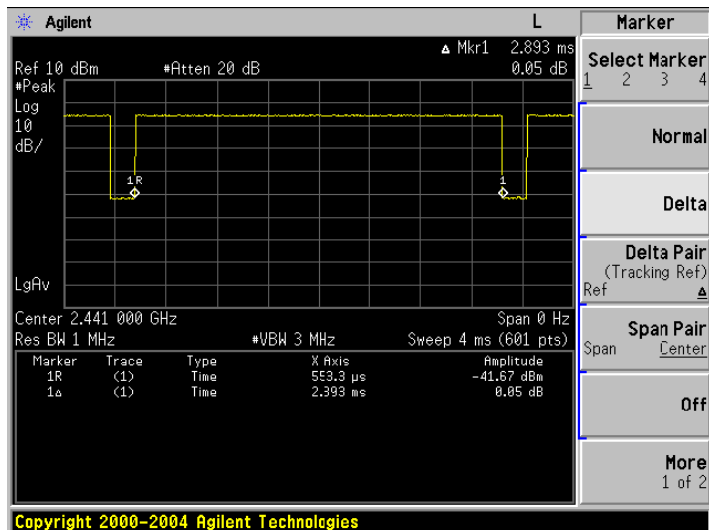 Agilent L
Δ Mkr1 2.893 ms
Ref 10 dBm #Atten 20 dB 0.05 dB
#Peak
Log
10
dB/
1R
1
LgAv
Center 2.441 000 GHz Span 0 Hz
Res BW 1 MHz #VBW 3 MHz Sweep 4 ms (601 pts)
Marker Trace Type X Axis Amplitude
1R (1) Time 553.3 µs -41.67 dBm
1Δ (1) Time 2.893 ms 0.05 dB
Copyright 2000-2004 Agilent Technologies
Marker
Select Marker
1 2 3 4
Normal
Delta
Delta Pair
(Tracking Ref)
Ref Δ
Span Pair
Span Center
Off
More
1 of 2